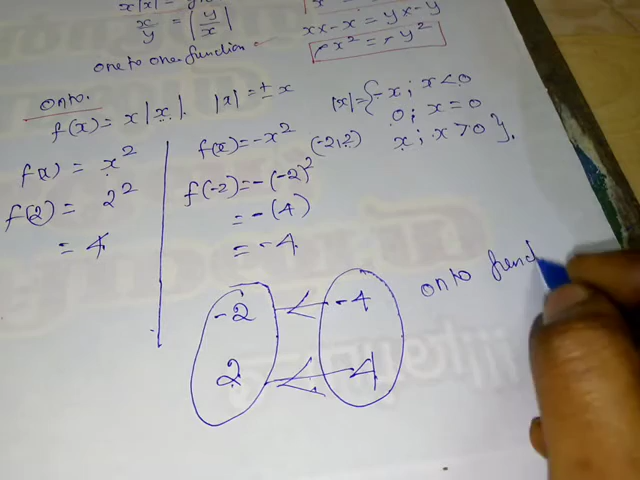 x|x| =
x/y = |y/x|
xx-x = yx-y
x² = y²
one to one function
onto.
f(x) = x|x|. |x| = ± x
|x| = { -x ; x < 0
0 ; x = 0
x ; x > 0 }.
f(x) = x²
f(2) = 2²
= 4
f(x) = -x² (-2,2)
f(-2) = -(-2)²
= -(4)
= -4
-2 -4
2 4
onto func